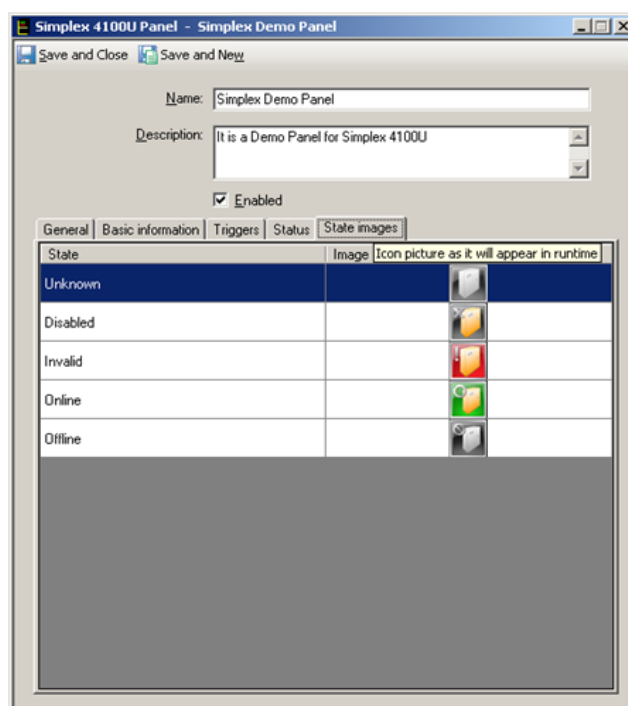 Simplex 4100U Panel - Simplex Demo Panel
Save and Close Save and New
Name: Simplex Demo Panel
Description: It is a Demo Panel for Simplex 4100U
Enabled
General Basic information Triggers Status State images
State Image Icon picture as it will appear in runtime
Unknown
Disabled
Invalid
Online
Offline